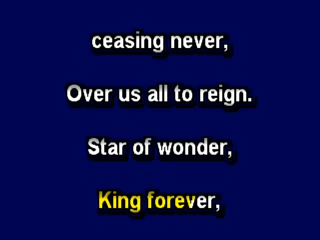 ceasing never,
Over us all to reign.
Star of wonder,
King forever,